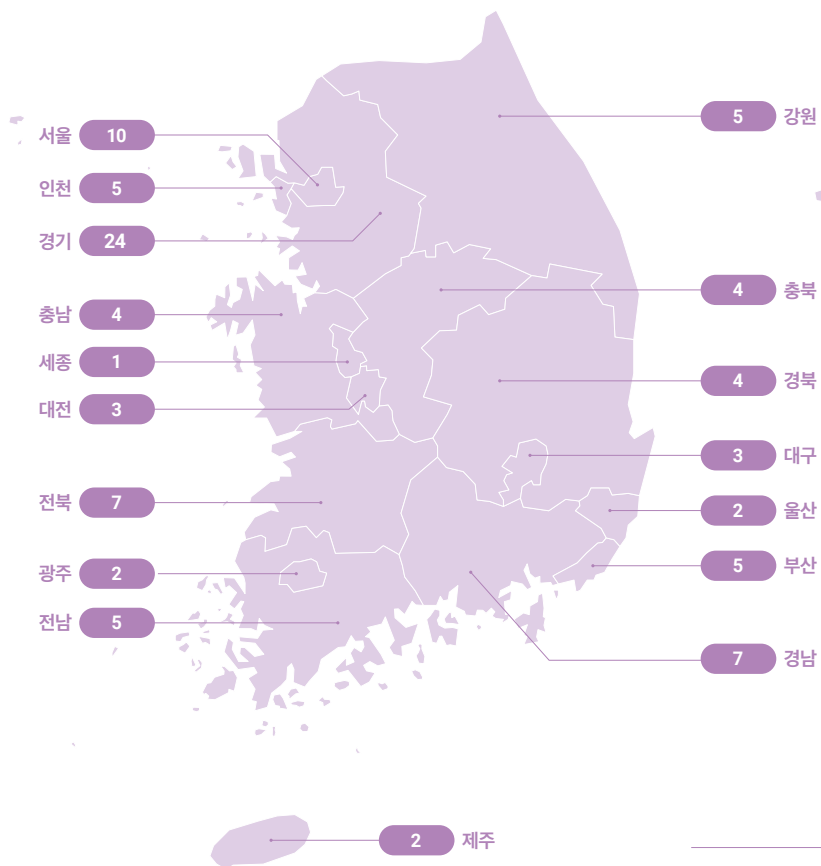 서울 10
인천 5
경기 24
충남 4
세종 1
대전 3
전북 7
광주 2
전남 5
5 강원
4 충북
4 경북
3 대구
2 울산
5 부산
7 경남
2 제주